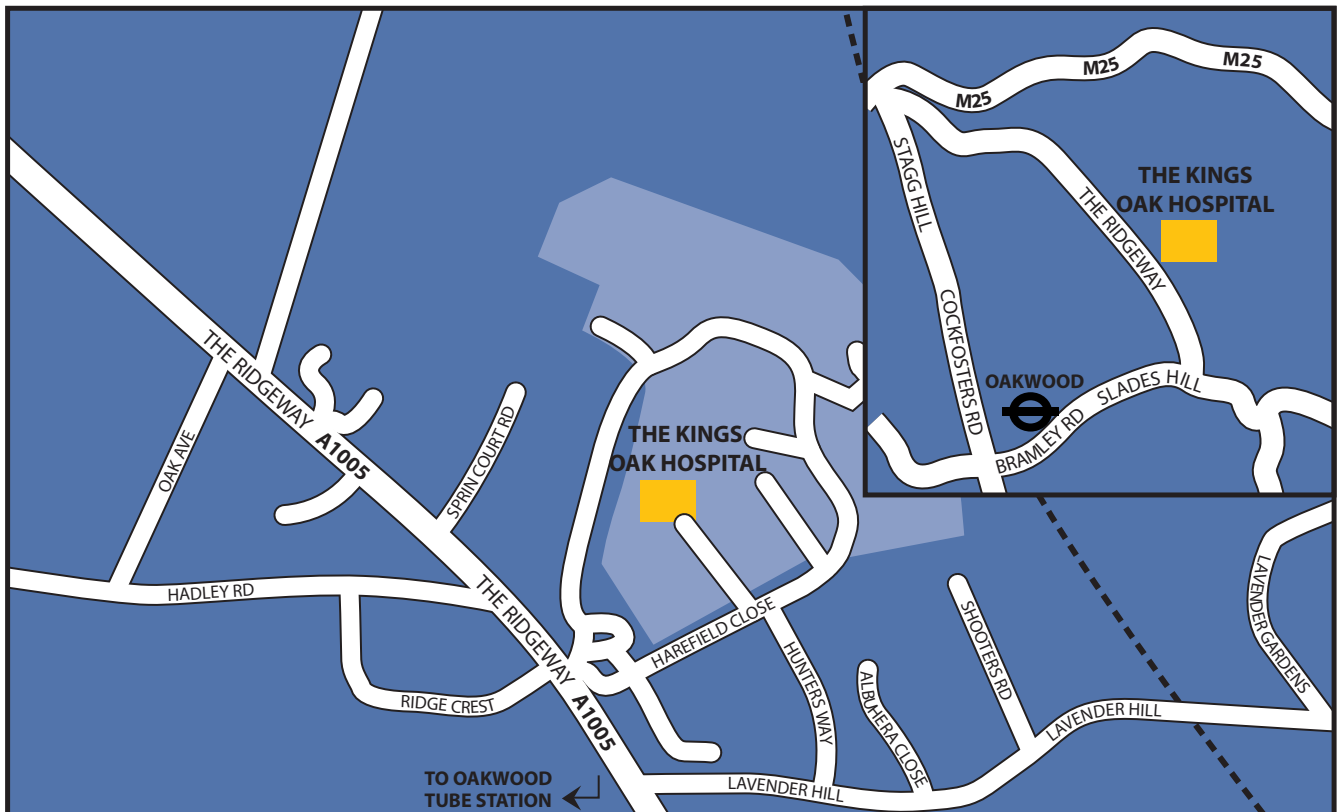 M25
M25
M25
STAGG HILL
THE RIDGEWAY
THE KINGS
OAK HOSPITAL
COCKFOSTERS RD
OAKWOOD
BRAMLEY RD
SLADES HILL
THE RIDGEWAY
A1005
OAK AVE
SPRIN COURT RD
THE KINGS
OAK HOSPITAL
HADLEY RD
THE RIDGEWAY
A1005
RIDGE CREST
HAREFIELD CLOSE
HUNTERS WAY
ALBUHERA CLOSE
SHOOTERS RD
LAVENDER GARDENS
LAVENDER HILL
LAVENDER HILL
TO OAKWOOD
TUBE STATION